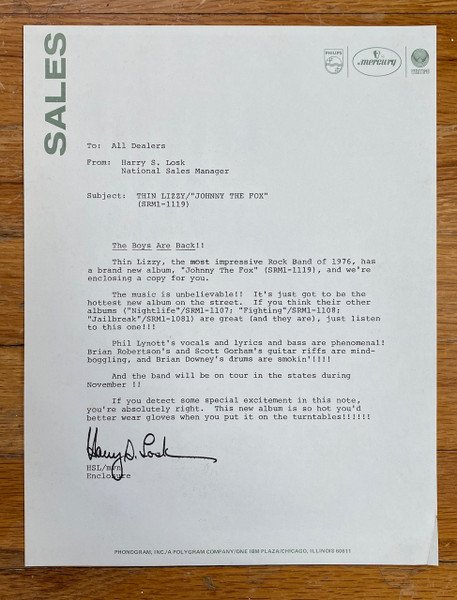 SALES
PHILIPS
mercury
To: All Dealers
From: Harry S. Losk
National Sales Manager
Subject: THIN LIZZY/"JOHNNY THE FOX"
(SRM1-1119)
The Boys Are Back!!
Thin Lizzy, the most impressive Rock Band of 1976, has
a brand new album, "Johnny The Fox" (SRM1-1119), and we're
enclosing a copy for you.
The music is unbelievable!! It's just got to be the
hottest new album on the street. If you think their other
albums ("Nightlife"/SRM1-1107; "Fighting"/SRM1-1108;
"Jailbreak"/SRM1-1081) are great (and they are), just listen
to this one!!!
Phil Lynott's vocals and lyrics and bass are phenomenal!
Brian Robertson's and Scott Gorham's guitar riffs are mind-
boggling, and Brian Downey's drums are smokin'!!!!
And the band will be on tour in the states during
November !!
If you detect some special excitement in this note,
you're absolutely right. This new album is so hot you'd
better wear gloves when you put it on the turntables!!!!!!
Harry S. Losk
HSL/mvn
Enclosure
PHONOGRAM, INC./A POLYGRAM COMPANY/ONE IBM PLAZA/CHICAGO, ILLINOIS 60611